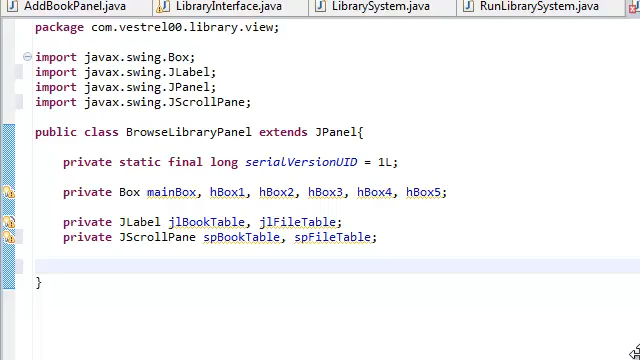 AddBookPanel.java LibraryInterface.java LibrarySystem.java RunLibrarySystem.java
package com.vestrel00.library.view;
import javax.swing.Box;
import javax.swing.JLabel;
import javax.swing.JPanel;
import javax.swing.JScrollPane;
public class BrowseLibraryPanel extends JPanel{
private static final long serialVersionUID = 1L;
private Box mainBox, hBox1, hBox2, hBox3, hBox4, hBox5;
private JLabel jlBookTable, jlFileTable;
private JScrollPane spBookTable, spFileTable;
}